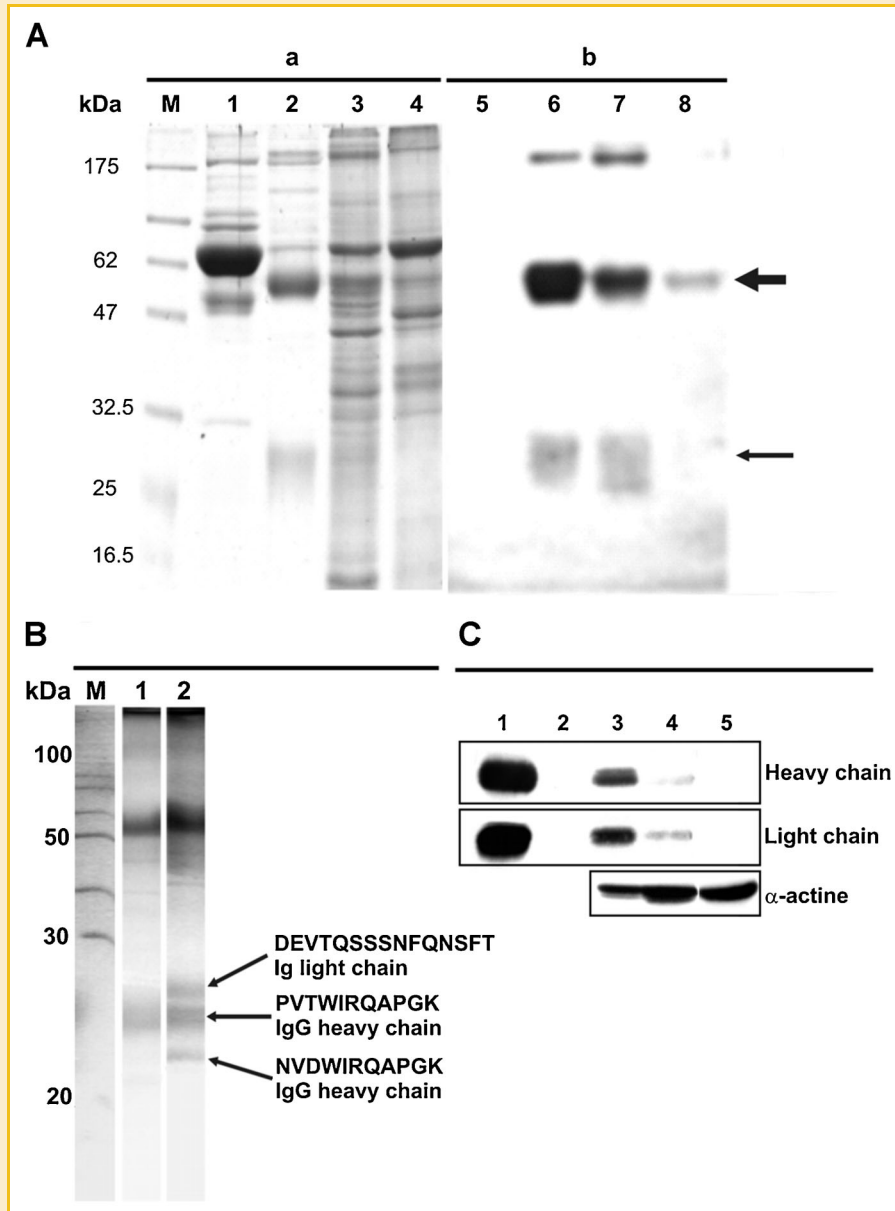 A
a
b
kDa M 1 2 3 4 5 6 7 8
175
62
47
32.5
25
16.5
B
kDa M 1 2
100
50
30
20
DEVTQSSSNFQNSFT
Ig light chain
PVTWIRQAPGK
IgG heavy chain
NVDWIRQAPGK
IgG heavy chain
C
1 2 3 4 5
Heavy chain
Light chain
α-actine